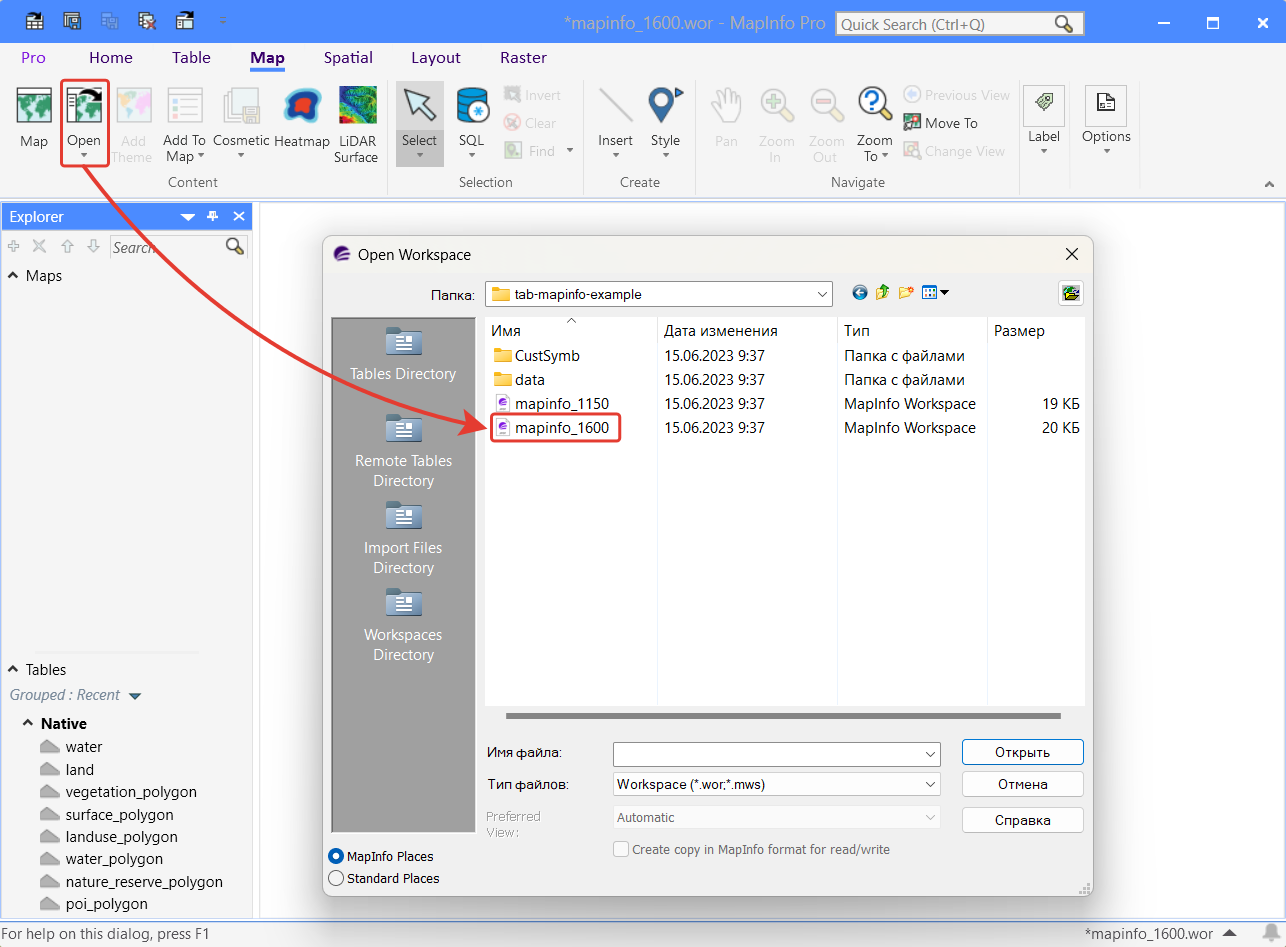 *mapinfo_1600.wor - MapInfo Pro
Quick Search (Ctrl+Q)
Pro Home Table Map Spatial Layout Raster
Map
Open
Add Theme
Add To Map
Cosmetic
Heatmap
LiDAR Surface
Content
Select
SQL
Invert
Clear
Find
Selection
Insert
Style
Create
Pan
Zoom In
Zoom Out
Zoom To
Previous View
Move To
Change View
Navigate
Label
Options
Explorer
Search
Maps
Tables
Grouped : Recent
Native
water
land
vegetation_polygon
surface_polygon
landuse_polygon
water_polygon
nature_reserve_polygon
poi_polygon
Open Workspace
Папка: tab-mapinfo-example
Tables Directory
Remote Tables
Directory
Import Files
Directory
Workspaces
Directory
Имя Дата изменения Тип Размер
CustSymb 15.06.2023 9:37 Папка с файлами
data 15.06.2023 9:37 Папка с файлами
mapinfo_1150 15.06.2023 9:37 MapInfo Workspace 19 КБ
mapinfo_1600 15.06.2023 9:37 MapInfo Workspace 20 КБ
Имя файла: Открыть
Тип файлов: Workspace (*.wor;*.mws) Отмена
Preferred
View:
Automatic
Справка
Create copy in MapInfo format for read/write
MapInfo Places
Standard Places
For help on this dialog, press F1
*mapinfo_1600.wor